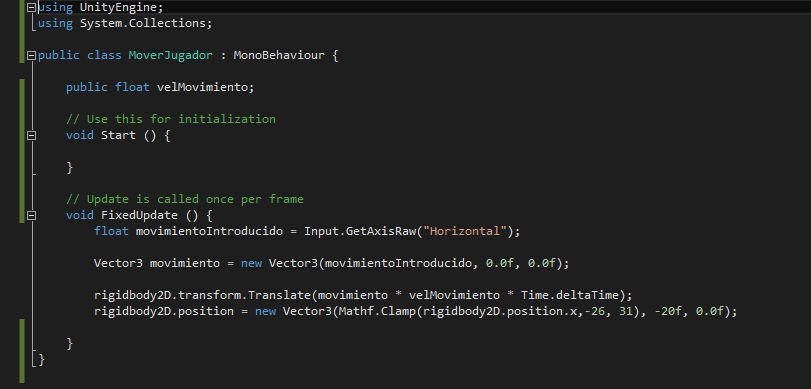 using UnityEngine;
using System.Collections;
public class MoverJugador : MonoBehaviour {
public float velMovimiento;
// Use this for initialization
void Start () {
}
// Update is called once per frame
void FixedUpdate () {
float movimientoIntroducido = Input.GetAxisRaw("Horizontal");
Vector3 movimiento = new Vector3(movimientoIntroducido, 0.0f, 0.0f);
rigidbody2D.transform.Translate(movimiento * velMovimiento * Time.deltaTime);
rigidbody2D.position = new Vector3(Mathf.Clamp(rigidbody2D.position.x,-26, 31), -20f, 0.0f);
}
}